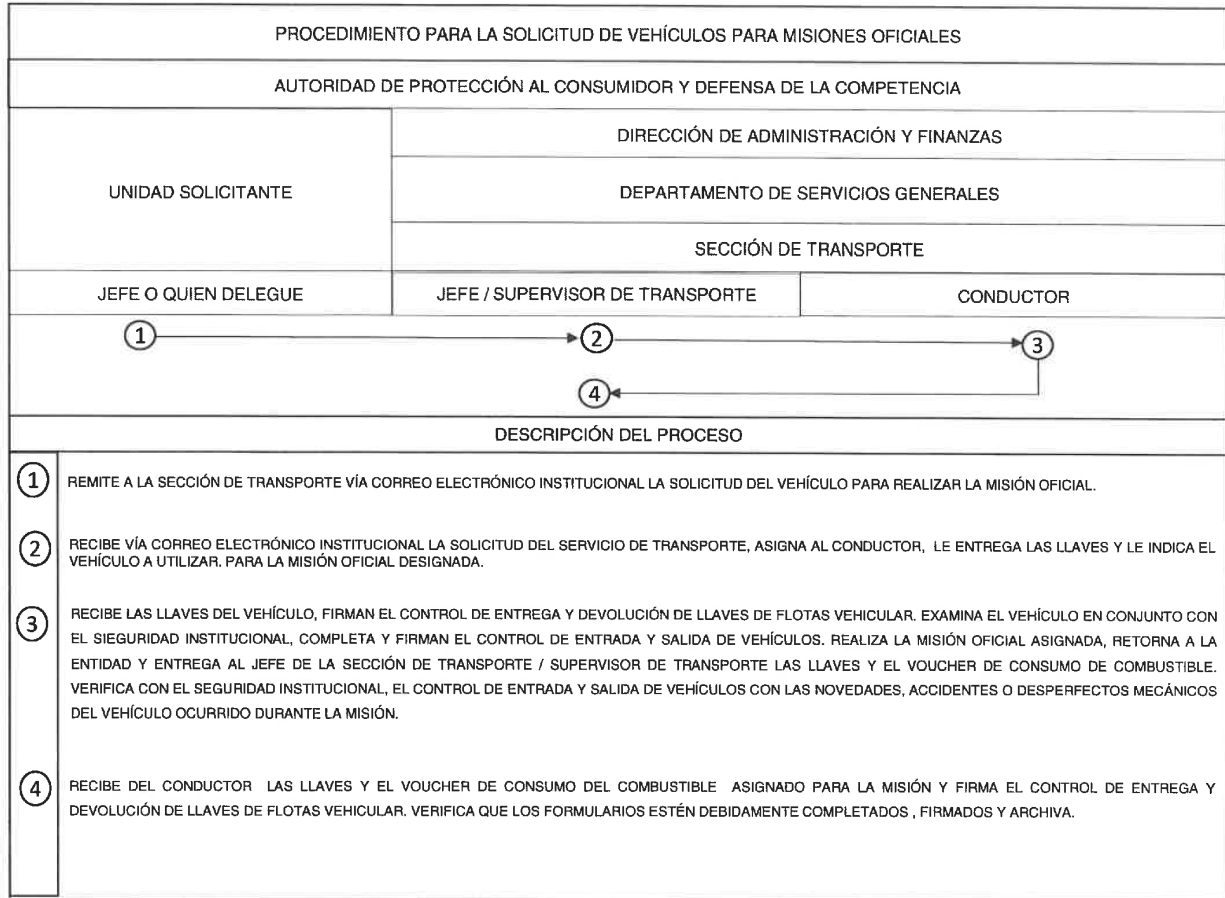 PROCEDIMIENTO PARA LA SOLICITUD DE VEHÍCULOS PARA MISIONES OFICIALES
AUTORIDAD DE PROTECCIÓN AL CONSUMIDOR Y DEFENSA DE LA COMPETENCIA
UNIDAD SOLICITANTE
DIRECCIÓN DE ADMINISTRACIÓN Y FINANZAS
DEPARTAMENTO DE SERVICIOS GENERALES
SECCIÓN DE TRANSPORTE
JEFE O QUIEN DELEGUE
JEFE / SUPERVISOR DE TRANSPORTE
CONDUCTOR
1
2
3
4
DESCRIPCIÓN DEL PROCESO
1
REMITE A LA SECCIÓN DE TRANSPORTE VÍA CORREO ELECTRÓNICO INSTITUCIONAL LA SOLICITUD DEL VEHÍCULO PARA REALIZAR LA MISIÓN OFICIAL.
2
RECIBE VÍA CORREO ELECTRÓNICO INSTITUCIONAL LA SOLICITUD DEL SERVICIO DE TRANSPORTE, ASIGNA AL CONDUCTOR, LE ENTREGA LAS LLAVES Y LE INDICA EL
VEHÍCULO A UTILIZAR. PARA LA MISIÓN OFICIAL DESIGNADA.
3
RECIBE LAS LLAVES DEL VEHÍCULO, FIRMAN EL CONTROL DE ENTREGA Y DEVOLUCIÓN DE LLAVES DE FLOTAS VEHICULAR. EXAMINA EL VEHÍCULO EN CONJUNTO CON
EL SIEGURIDAD INSTITUCIONAL, COMPLETA Y FIRMAN EL CONTROL DE ENTRADA Y SALIDA DE VEHÍCULOS. REALIZA LA MISIÓN OFICIAL ASIGNADA, RETORNA A LA
ENTIDAD Y ENTREGA AL JEFE DE LA SECCIÓN DE TRANSPORTE / SUPERVISOR DE TRANSPORTE LAS LLAVES Y EL VOUCHER DE CONSUMO DE COMBUSTIBLE.
VERIFICA CON EL SEGURIDAD INSTITUCIONAL, EL CONTROL DE ENTRADA Y SALIDA DE VEHÍCULOS CON LAS NOVEDADES, ACCIDENTES O DESPERFECTOS MECÁNICOS
DEL VEHÍCULO OCURRIDO DURANTE LA MISIÓN.
4
RECIBE DEL CONDUCTOR LAS LLAVES Y EL VOUCHER DE CONSUMO DEL COMBUSTIBLE ASIGNADO PARA LA MISIÓN Y FIRMA EL CONTROL DE ENTREGA Y
DEVOLUCIÓN DE LLAVES DE FLOTAS VEHICULAR. VERIFICA QUE LOS FORMULARIOS ESTÉN DEBIDAMENTE COMPLETADOS , FIRMADOS Y ARCHIVA.